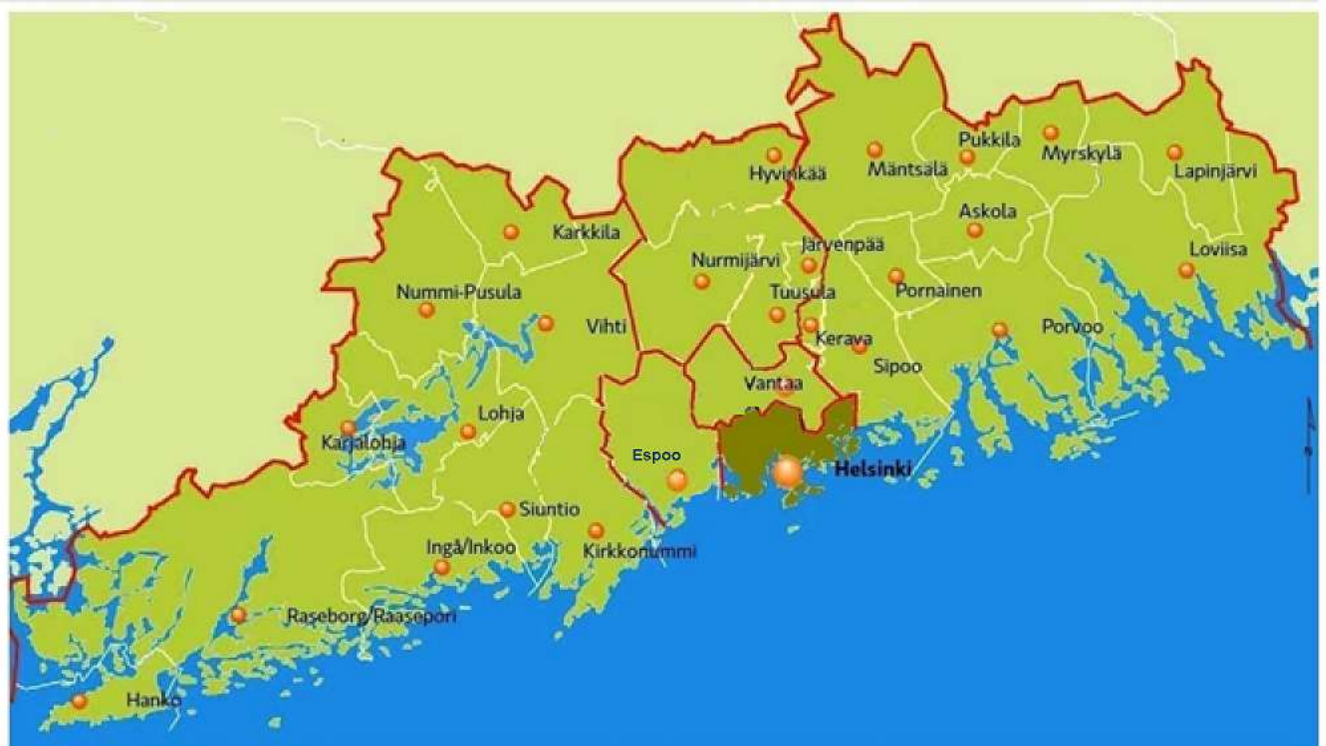 Pukkila
Myrskylä
Hyvinkää
Mäntsälä
Lapinjärvi
Askola
Karkkila
Järvenpää
Loviisa
Nurmijärvi
Nummi-Pusula
Tuusula
Pornainen
Vihti
Porvoo
Kerava
Sipoo
Vantaa
Lohja
Karjalohja
Espoo
Helsinki
Siuntio
Ingå/Inkoo
Kirkkonummi
Raseborg/Raasepori
Hanko